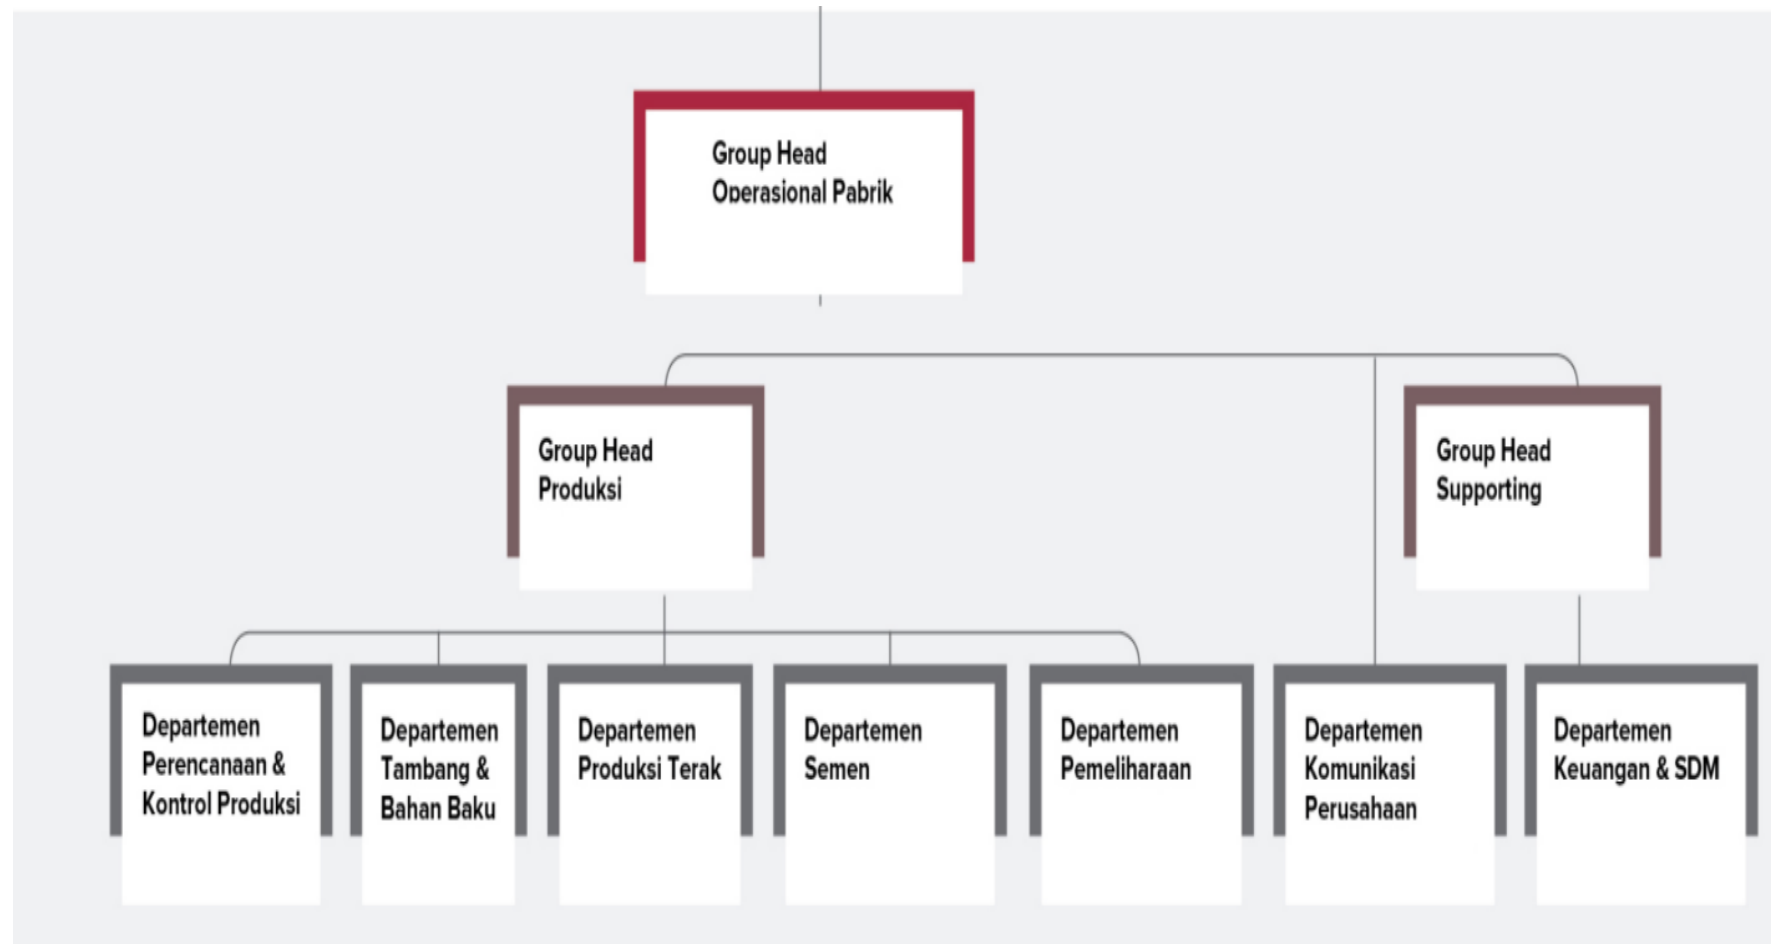 Group Head
Operasional Pabrik
Group Head
Produksi
Group Head
Supporting
Departemen
Perencanaan &
Kontrol Produksi
Departemen
Tambang &
Bahan Baku
Departemen
Produksi Terak
Departemen
Semen
Departemen
Pemeliharaan
Departemen
Komunikasi
Perusahaan
Departemen
Keuangan & SDM